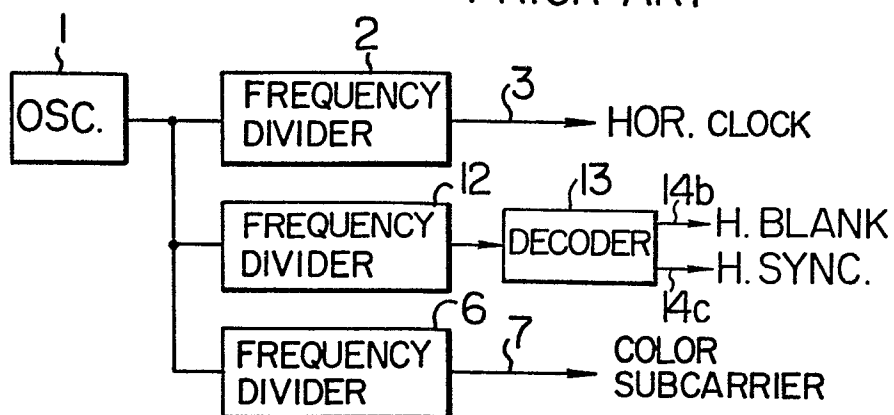 PRIOR ART
1
2
OSC.
FREQUENCY
DIVIDER
3
HOR. CLOCK
12
FREQUENCY
DIVIDER
13
DECODER
14b
H. BLANK
H. SYNC.
14c
6
FREQUENCY
DIVIDER
7
COLOR
SUBCARRIER